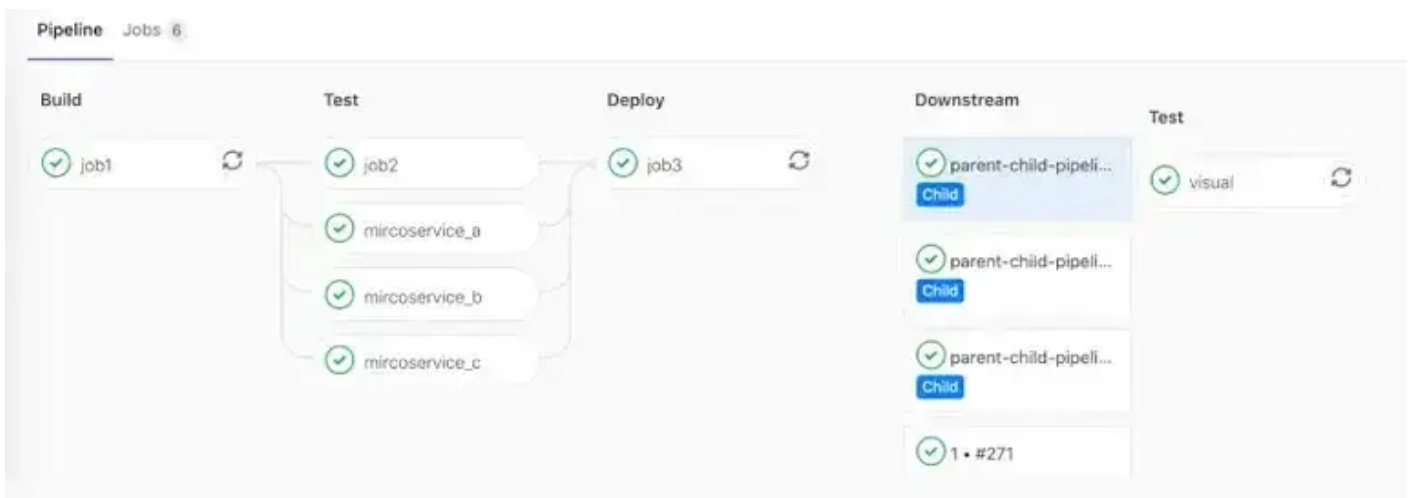 Pipeline Jobs 6
Build
job1
Test
job2
mircoservice_a
mircoservice_b
mircoservice_c
Deploy
job3
Downstream
parent-child-pipeli...
Child
parent-child-pipeli...
Child
parent-child-pipeli...
Child
1 • #271
Test
visual